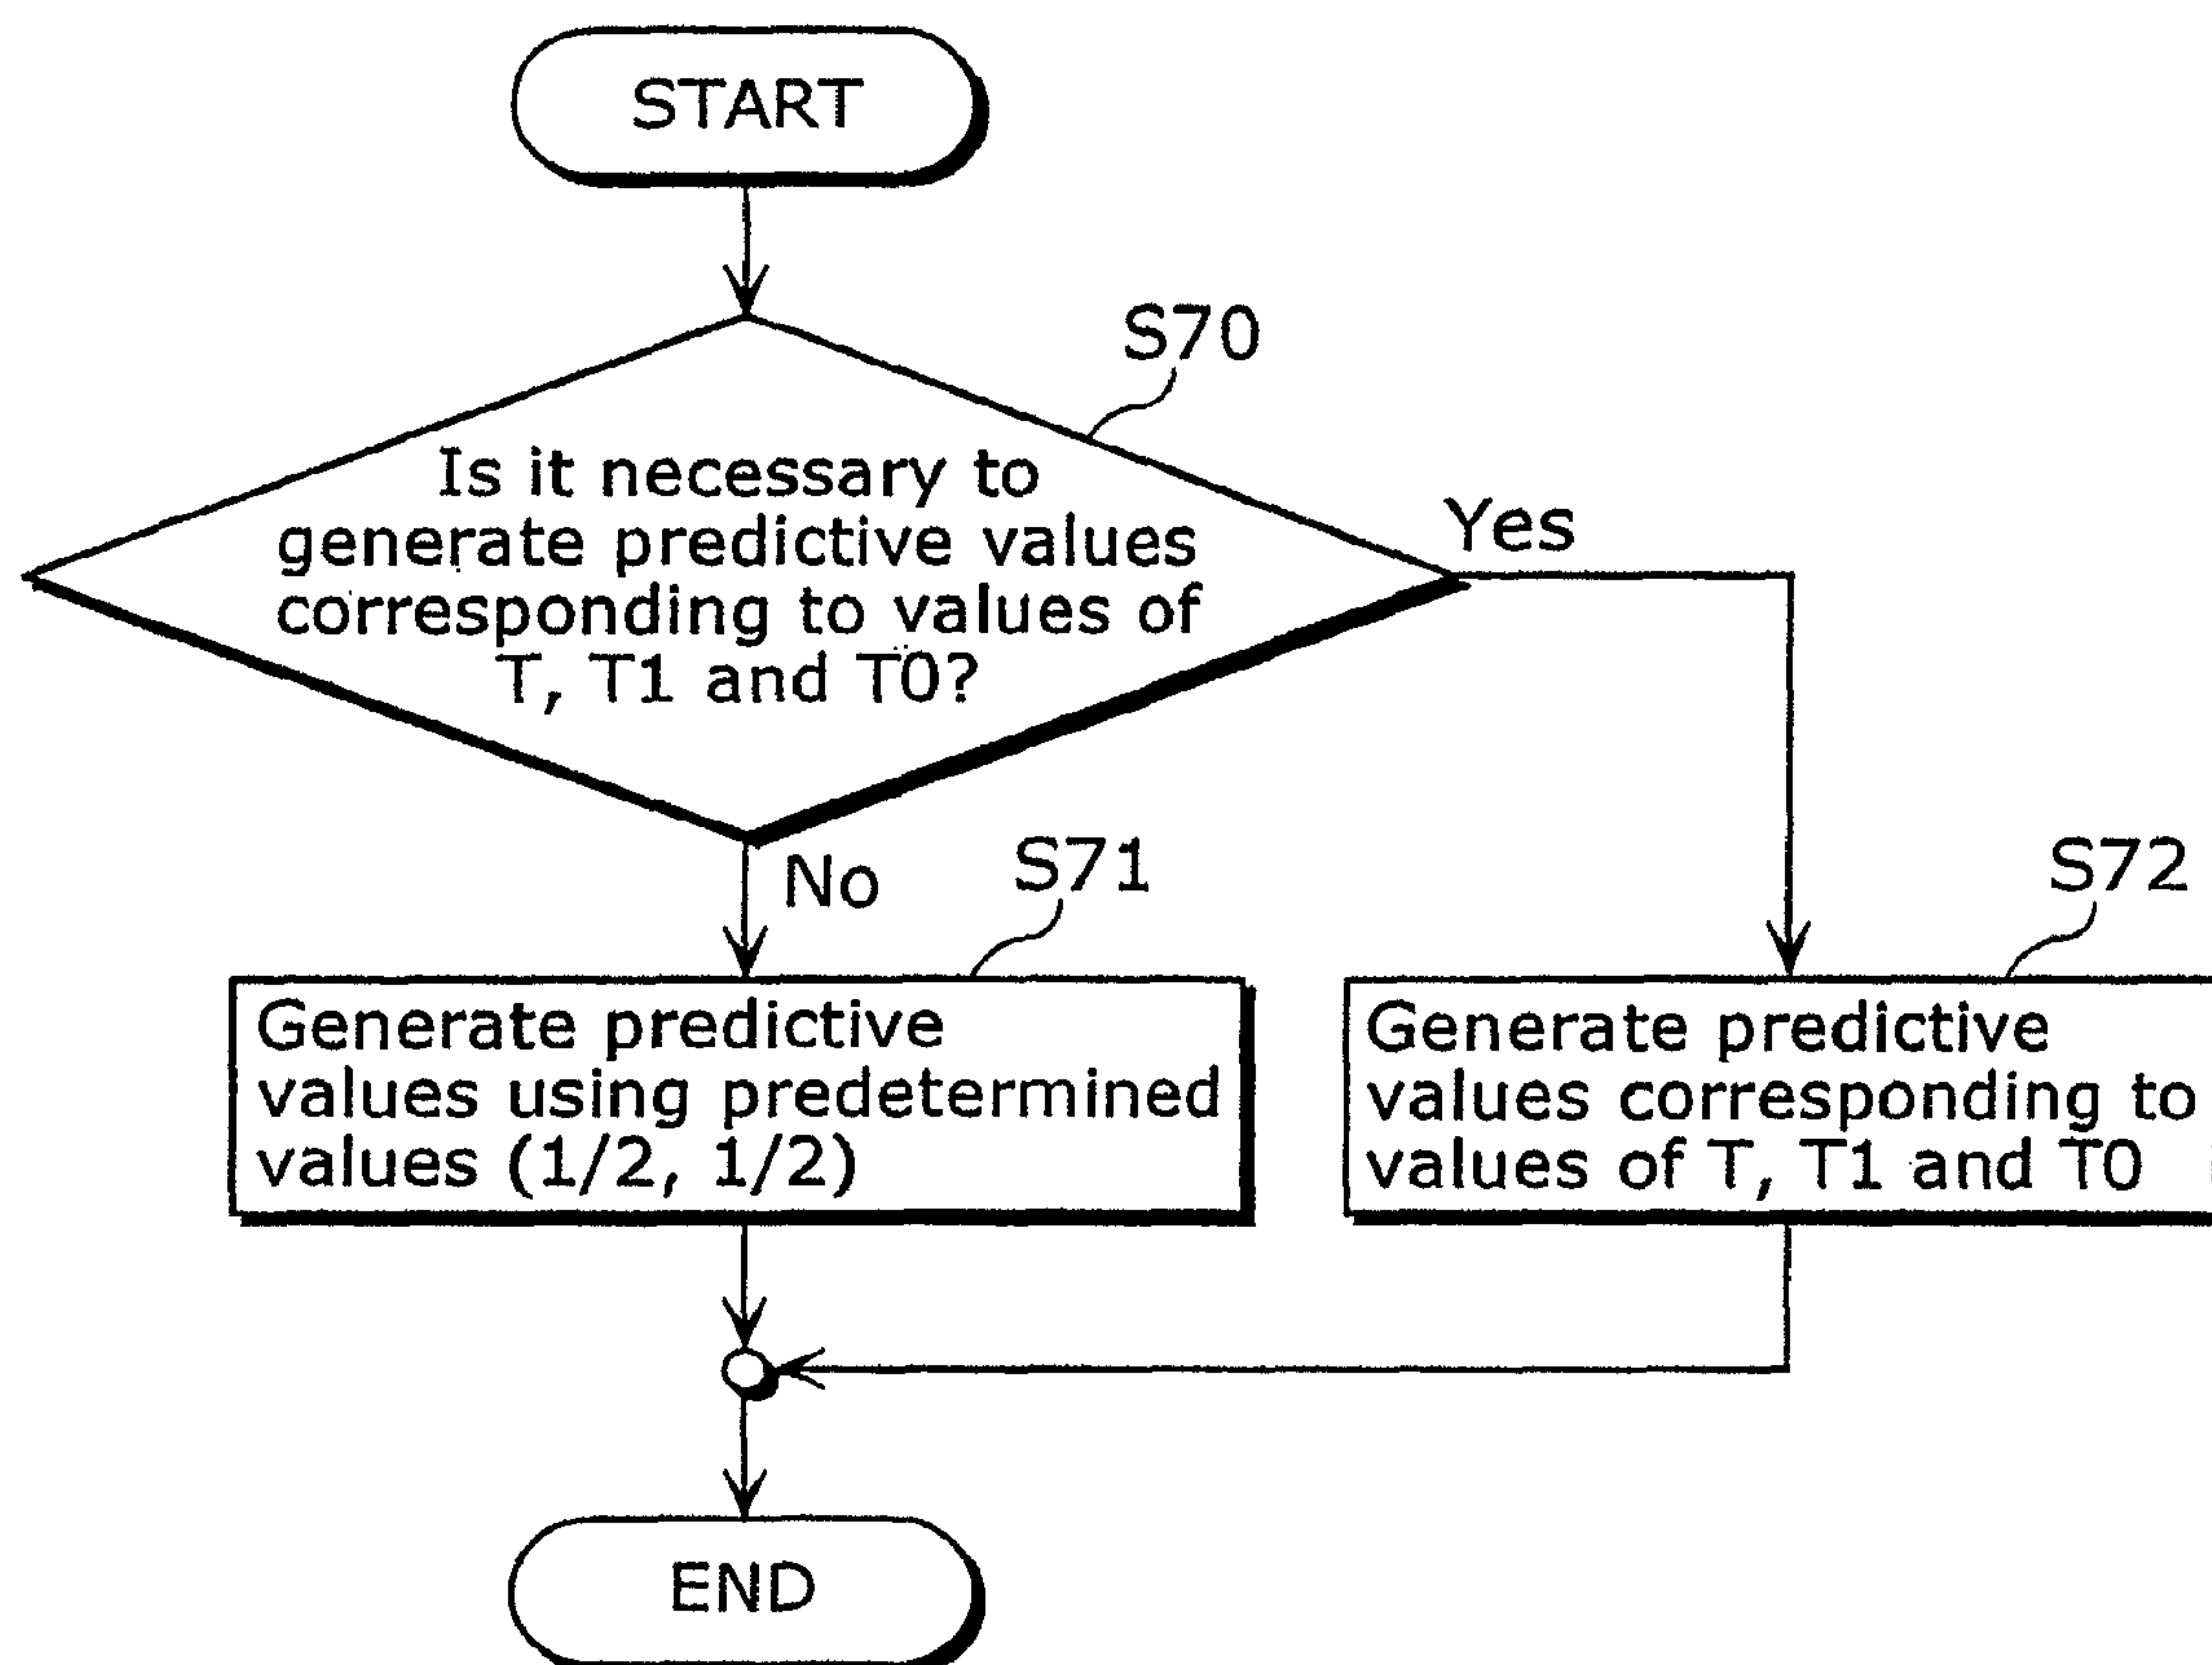 START
S70
Is it necessary to
generate predictive values
corresponding to values of
T, T1 and T0?
Yes
No
S71
S72
Generate predictive
values using predetermined
values (1/2, 1/2)
Generate predictive
values corresponding to
values of T, T1 and T0
END